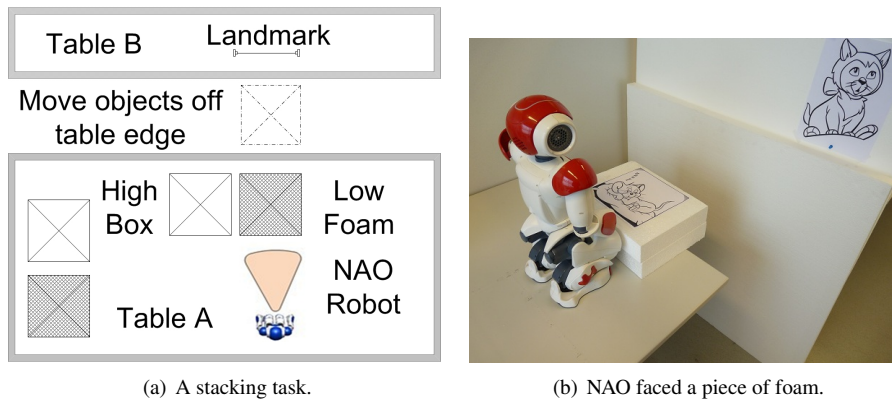 Table B
Landmark
Move objects off
table edge
High
Box
Low
Foam
NAO
Robot
Table A
(a) A stacking task.
(b) NAO faced a piece of foam.